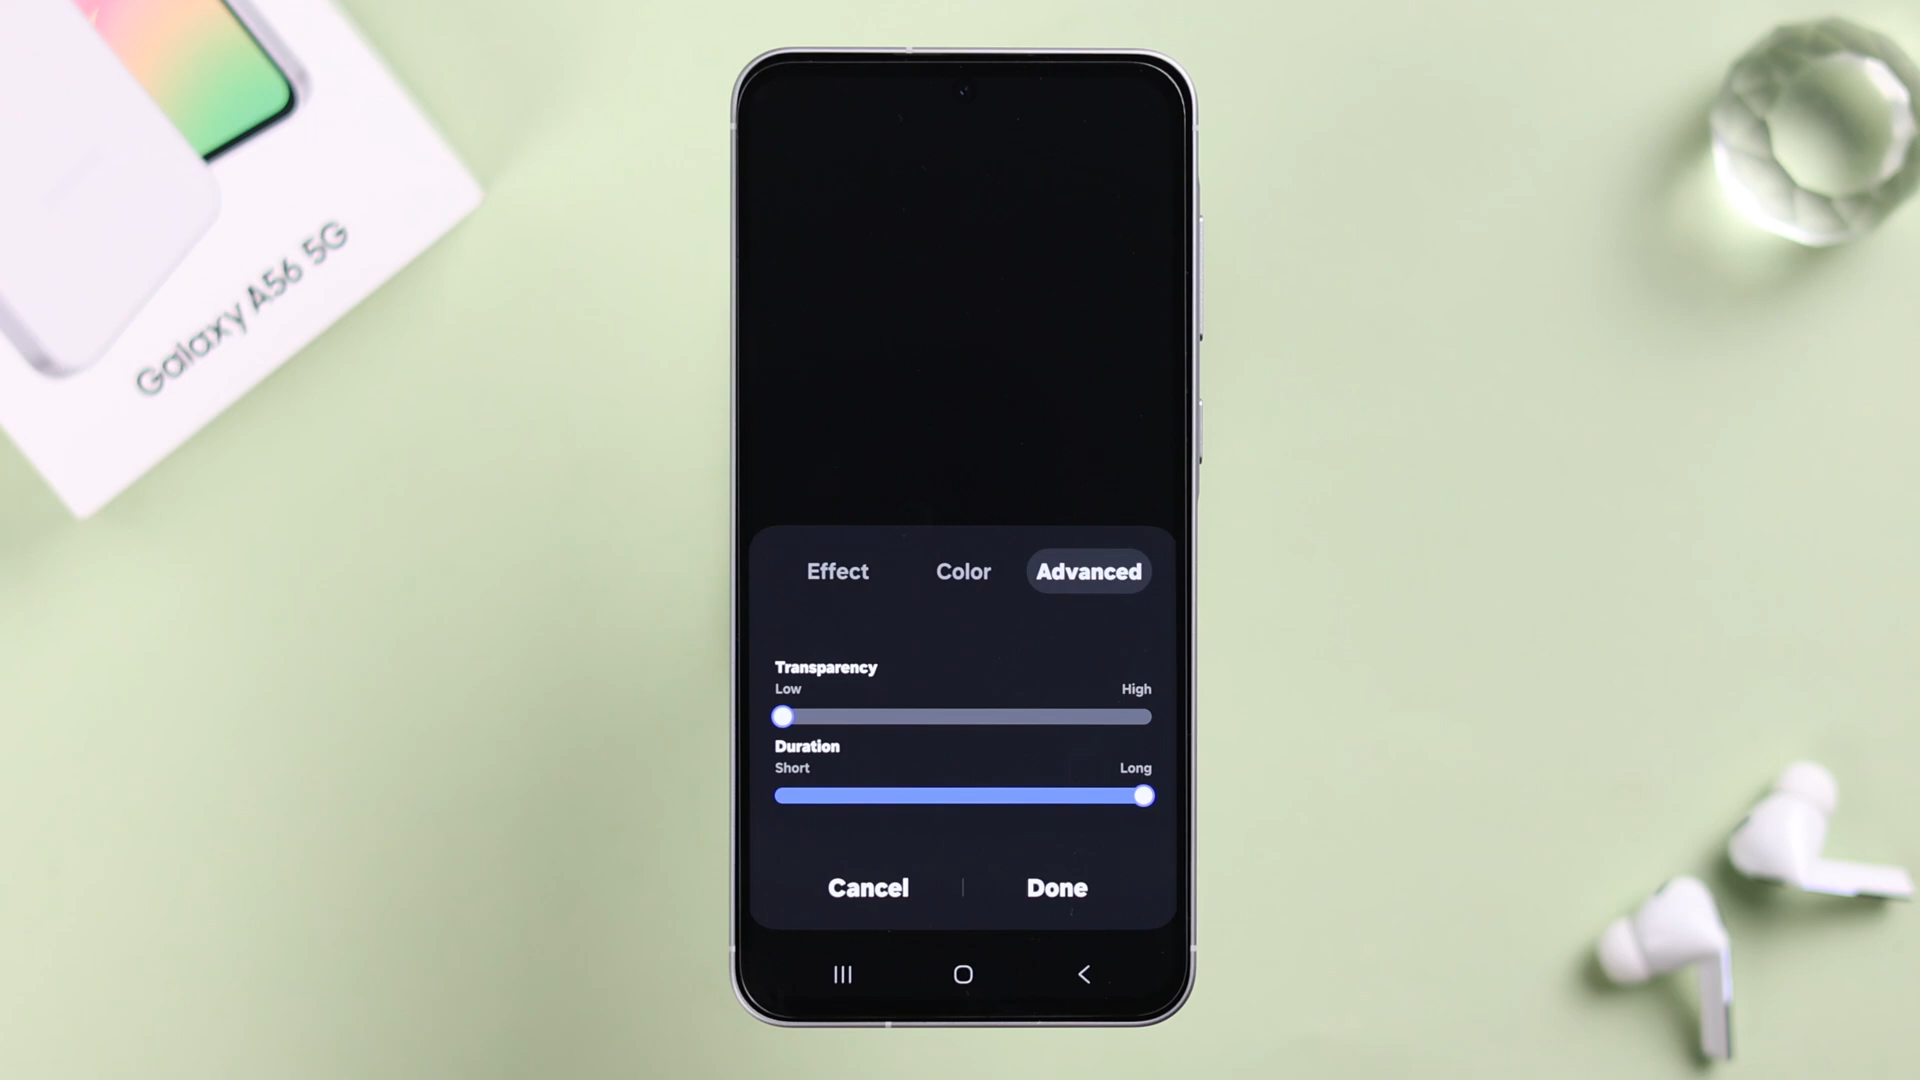 Galaxy A56 5G
Effect
Color
Advanced
Transparency
Low
High
Duration
Short
Long
Cancel
Done